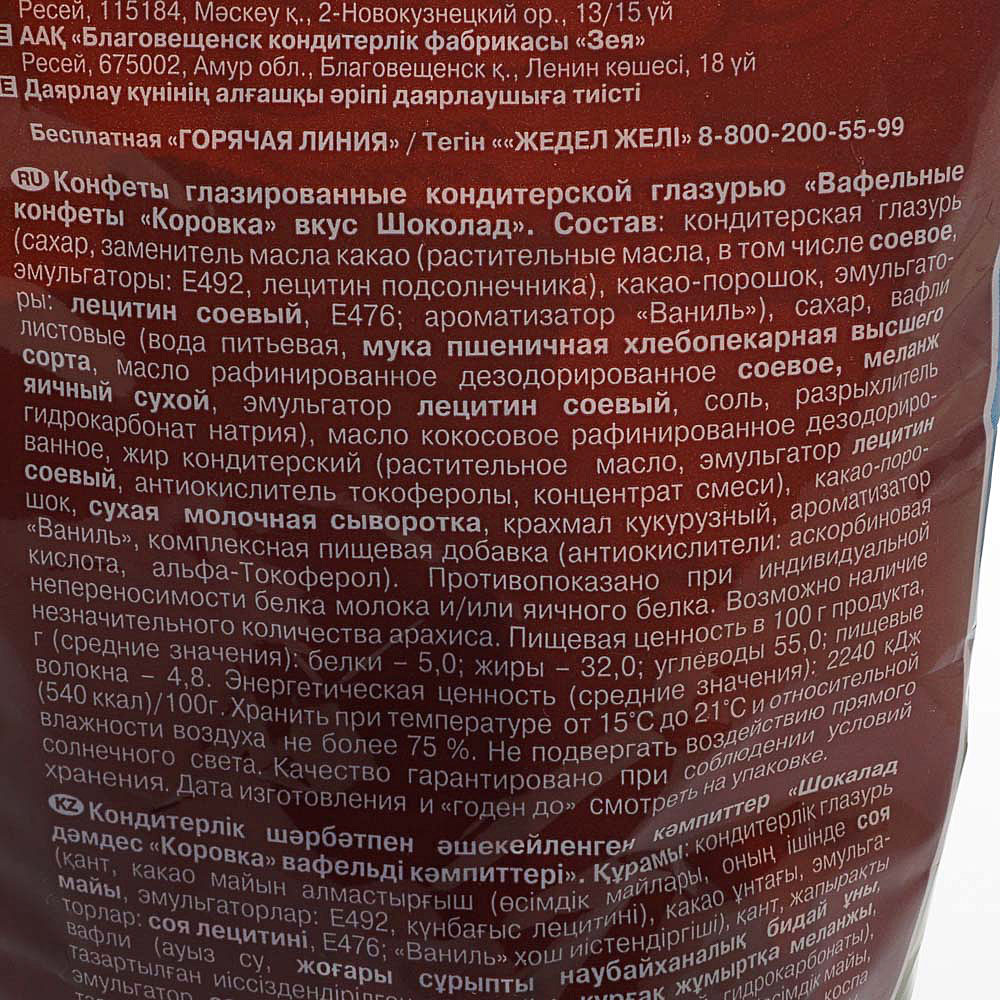 Ресей, 115184, Мәскеу қ., 2-Новокузнецкий ор., 13/15 үй
ААҚ «Благовещенск кондитерлік фабрикасы «Зея»
Ресей, 675002, Амур обл., Благовещенск қ., Ленин көшесі, 18 үй
Е Даярлау күнінің алғашқы әріпі даярлаушыға тиісті
Бесплатная «ГОРЯЧАЯ ЛИНИЯ» / Тегін ««ЖЕДЕЛ ЖЕЛІ» 8-800-200-55-99
RU Конфеты глазированные кондитерской глазурью «Вафельные
конфеты «Коровка» вкус Шоколад». Состав: кондитерская глазурь
(сахар, заменитель масла какао (растительные масла, в том числе соевое,
эмульгаторы: Е492, лецитин подсолнечника), какао-порошок, эмульгато-
ры: лецитин соевый, Е476; ароматизатор «Ваниль»), сахар, вафли
листовые (вода питьевая, мука пшеничная хлебопекарная высшего
сорта, масло рафинированное дезодорированное соевое, меланж
яичный сухой, эмульгатор лецитин соевый, соль, разрыхлитель
гидрокарбонат натрия), масло кокосовое рафинированное дезодориро-
ванное, жир кондитерский (растительное масло, эмульгатор лецитин
соевый, антиокислитель токоферолы, концентрат смеси), какао-поро-
шок, сухая молочная сыворотка, крахмал кукурузный, ароматизатор
«Ваниль», комплексная пищевая добавка (антиокислители: аскорбиновая
кислота, альфа-Токоферол). Противопоказано при индивидуальной
непереносимости белка молока и/или яичного белка. Возможно наличие
незначительного количества арахиса. Пищевая ценность в 100 г продукта,
г (средние значения): белки – 5,0; жиры – 32,0; углеводы 55,0; пищевые
волокна – 4,8. Энергетическая ценность (средние значения): 2240 кДж
(540 ккал)/100г. Хранить при температуре от 15°С до 21°С и относительной
влажности воздуха не более 75 %. Не подвергать воздействию прямого
солнечного света. Качество гарантировано при соблюдении условий
хранения. Дата изготовления и «годен до» смотреть на упаковке.
KZ Кондитерлік шәрбәтпен әшекейленген кәмпиттер «Шокалад
дәмдес «Коровка» вафельді кәмпиттері». Құрамы: кондитерлік глазурь
(қант, какао майын алмастырғыш (өсімдік майлары, оның ішінде соя
майы, эмульгаторлар: Е492, күнбағыс лецитині), какао ұнтағы, эмульга-
торлар: соя лецитині, Е476; «Ваниль» хош иістендіргіші), қант, жапырақты
вафли (ауыз су, жоғары сұрыпты наубайханалық бидай ұны,
тазартылған иіссіздендірілген құрғақ жұмыртқа меланжы,
эмульгатор гидрокарбонаты),
өсімдік майы,
коспа